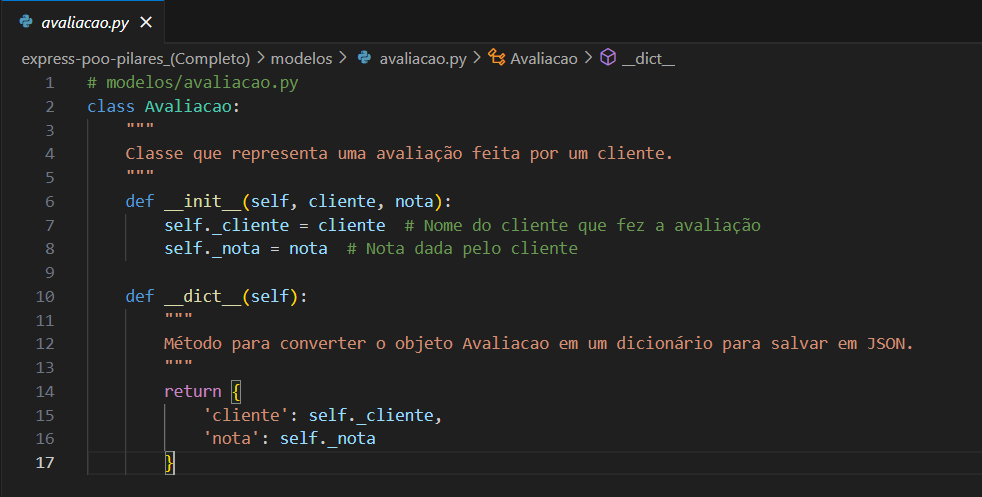 avaliacao.py ×
express-poo-pilares_(Completo) > modelos > avaliacao.py > Avaliacao > __dict__
1 # modelos/avaliacao.py
2 class Avaliacao:
3     """
4     Classe que representa uma avaliação feita por um cliente.
5     """
6     def __init__(self, cliente, nota):
7         self._cliente = cliente  # Nome do cliente que fez a avaliação
8         self._nota = nota  # Nota dada pelo cliente
9
10     def __dict__(self):
11         """
12         Método para converter o objeto Avaliacao em um dicionário para salvar em JSON.
13         """
14         return {
15             'cliente': self._cliente,
16             'nota': self._nota
17         }